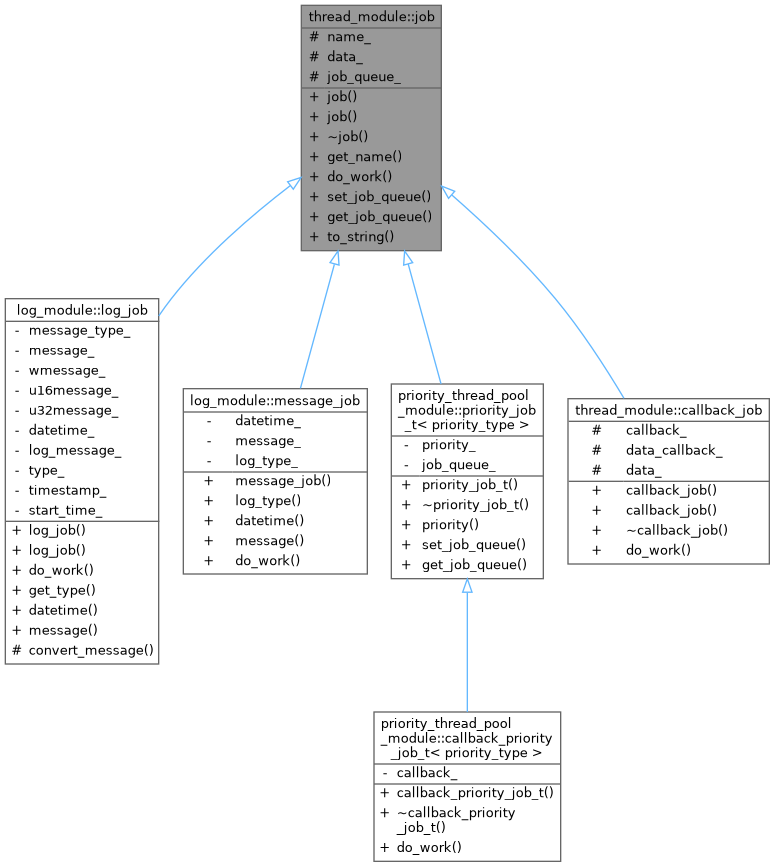 thread_module::job
# name_
# data_
# job_queue_
+ job()
+ job()
+ ~job()
+ get_name()
+ do_work()
+ set_job_queue()
+ get_job_queue()
+ to_string()
log_module::log_job
- message_type_
- message_
- wmessage_
- u16message_
- u32message_
- datetime_
- log_message_
- type_
- timestamp_
- start_time_
+ log_job()
+ log_job()
+ do_work()
+ get_type()
+ datetime()
+ message()
# convert_message()
log_module::message_job
- datetime_
- message_
- log_type_
+ message_job()
+ log_type()
+ datetime()
+ message()
+ do_work()
priority_thread_pool
_module::priority_job
_t< priority_type >
- priority_
- job_queue_
+ priority_job_t()
+ ~priority_job_t()
+ priority()
+ set_job_queue()
+ get_job_queue()
thread_module::callback_job
# callback_
# data_callback_
# data_
+ callback_job()
+ callback_job()
+ ~callback_job()
+ do_work()
priority_thread_pool
_module::callback_priority
_job_t< priority_type >
- callback_
+ callback_priority_job_t()
+ ~callback_priority
_job_t()
+ do_work()